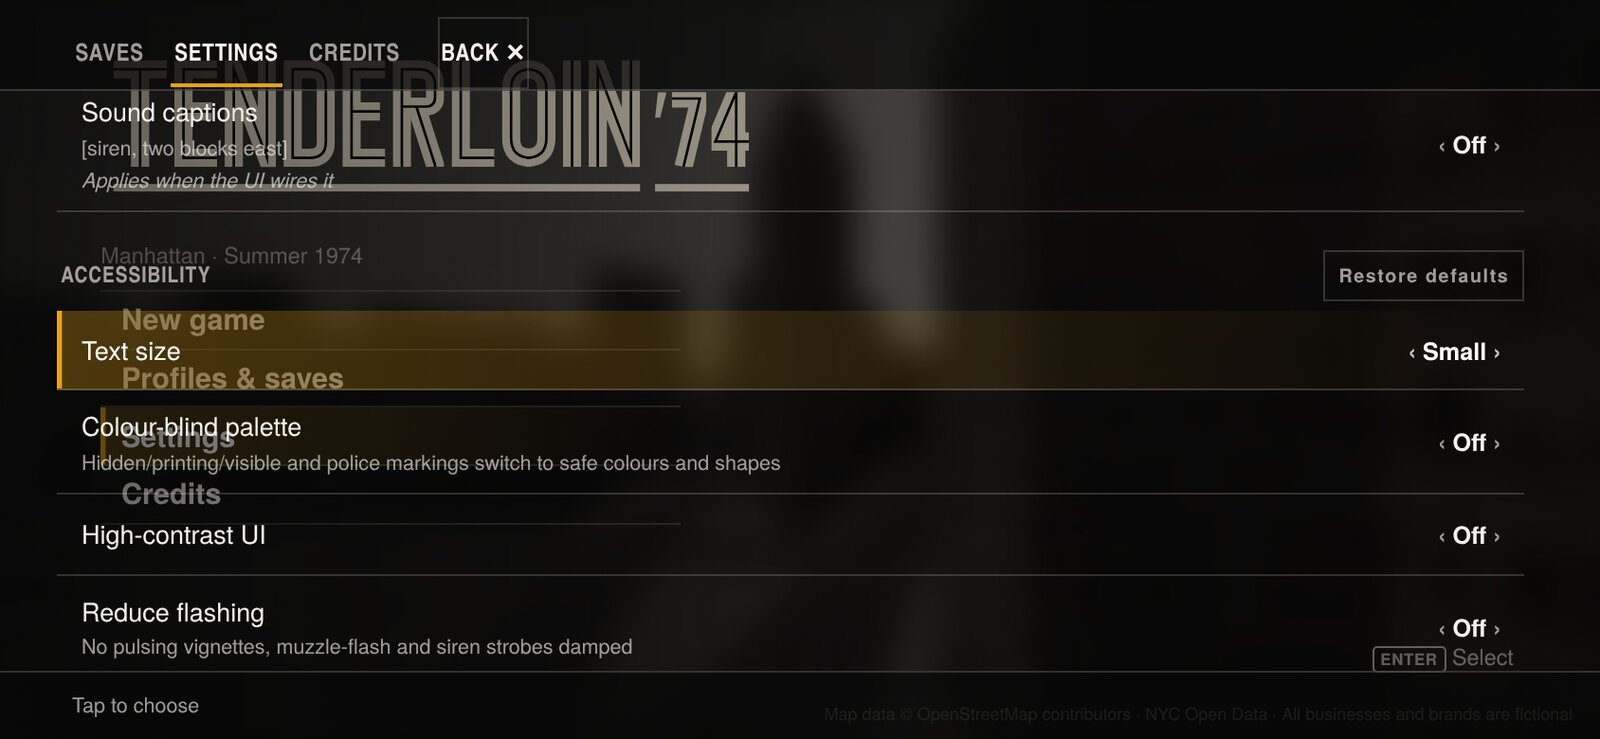 SAVES SETTINGS CREDITS BACK ✕
TENDERLOIN '74
Sound captions
[siren, two blocks east]
‹ Off ›
Applies when the UI wires it
Manhattan · Summer 1974
ACCESSIBILITY
Restore defaults
New game
Text size
‹ Small ›
Profiles & saves
Colour-blind palette
Settings
‹ Off ›
Hidden/printing/visible and police markings switch to safe colours and shapes
Credits
High-contrast UI
‹ Off ›
Reduce flashing
‹ Off ›
No pulsing vignettes, muzzle-flash and siren strobes damped
ENTER Select
Tap to choose
Map data © OpenStreetMap contributors · NYC Open Data · All businesses and brands are fictional